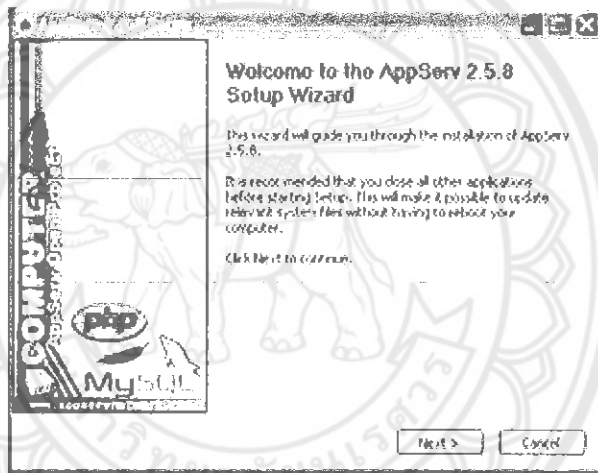 Welcome to the AppServ 2.5.8
Setup Wizard
This wizard will guide you through the installation of AppServ
2.5.8.
It is recommended that you close all other applications
before starting Setup. This will make it possible to update
relevant system files without having to reboot your
computer.
Click Next to continue.
COMPUTER
AppServ Open Project
php
MySQL
Next >
Cancel